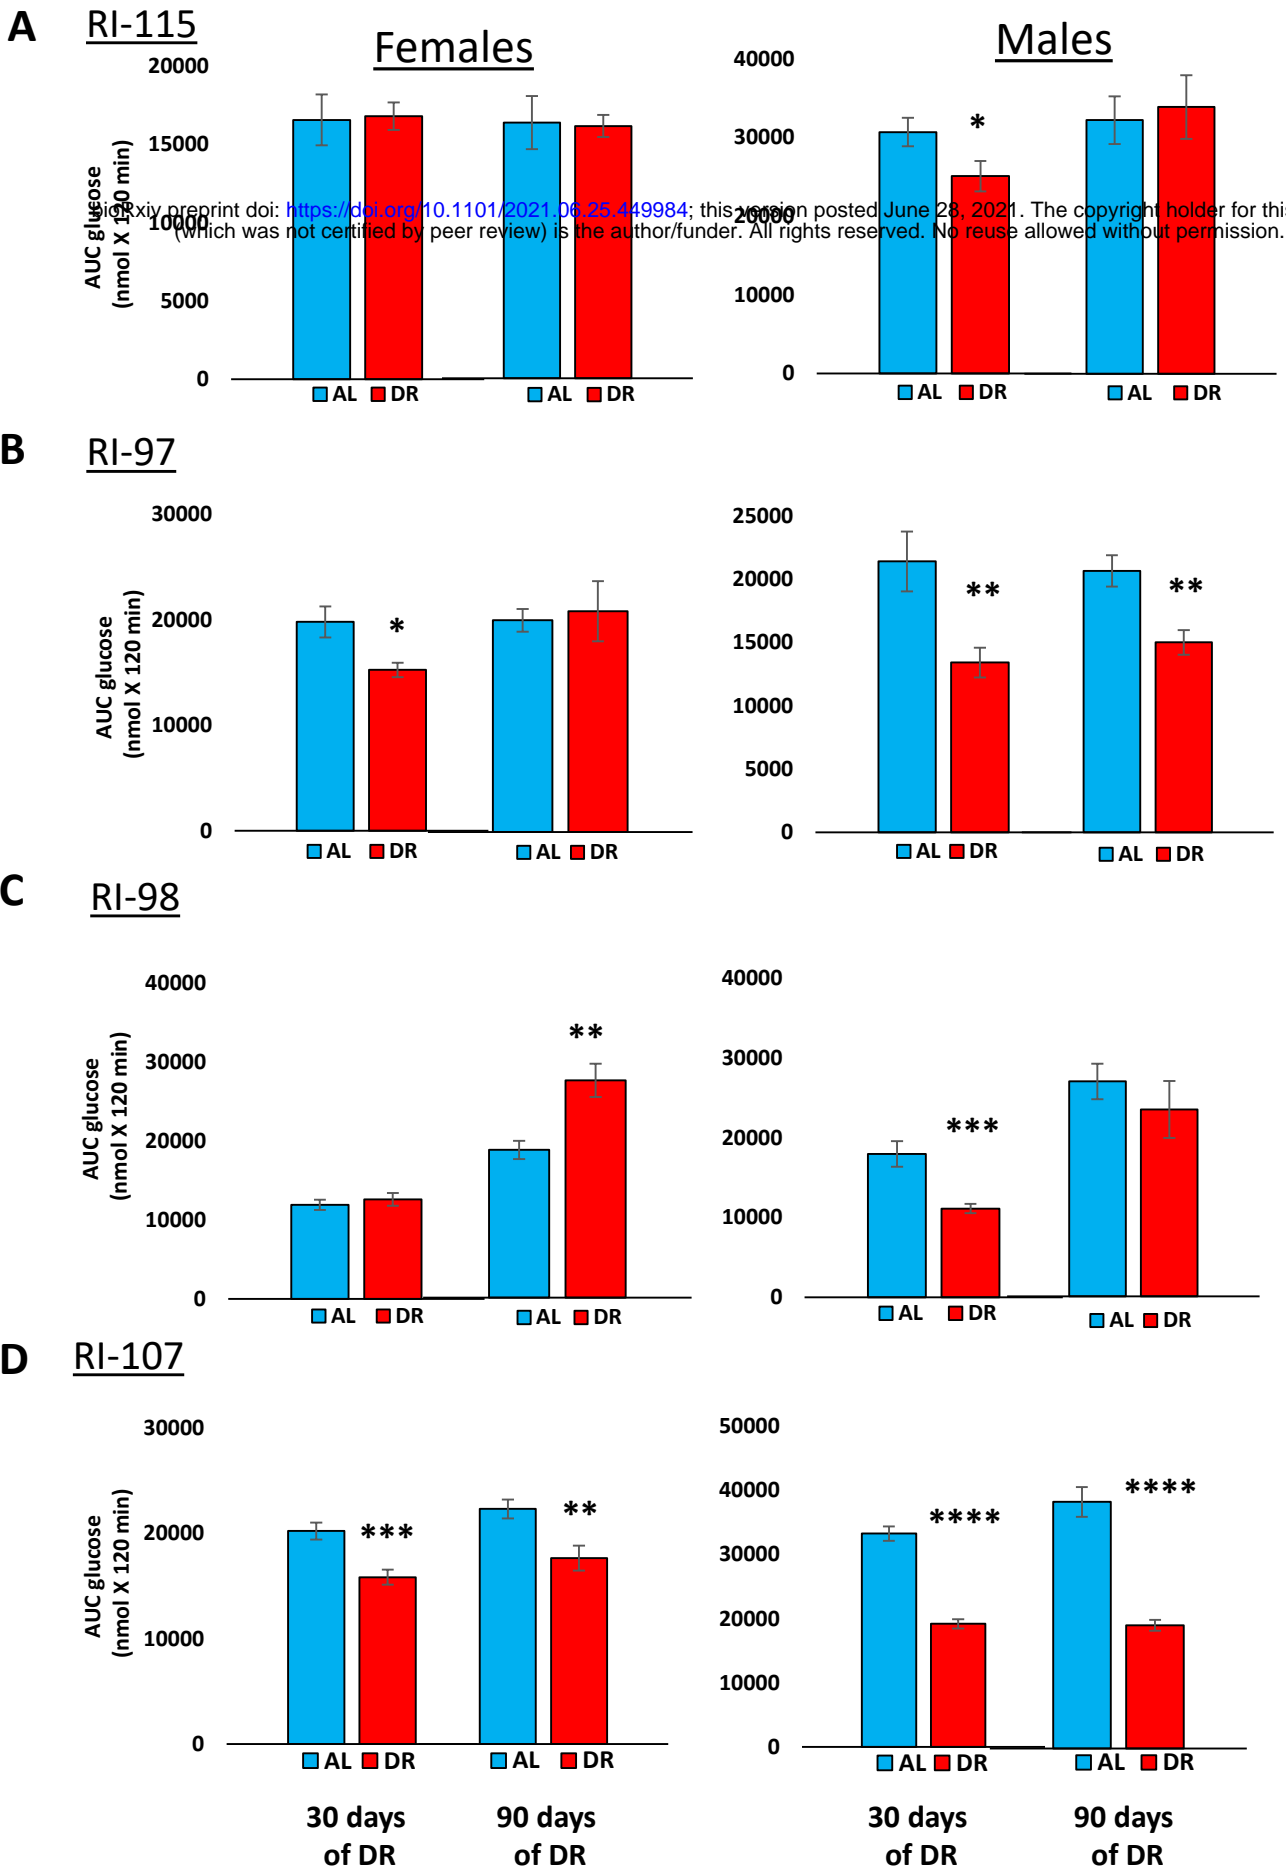 A
RI-115
Females
Males
20000
15000
10000
5000
0
AUC glucose
(nmol X 120 min)
40000
30000
20000
10000
0
*
bioRxiv preprint doi: https://doi.org/10.1101/2021.06.25.449984; this version posted June 28, 2021. The copyright holder for this
(which was not certified by peer review) is the author/funder. All rights reserved. No reuse allowed without permission.
AL DR
AL DR
AL DR
AL DR
B
RI-97
30000
20000
10000
0
AUC glucose
(nmol X 120 min)
*
25000
20000
15000
10000
5000
0
**
**
AL DR
AL DR
AL DR
AL DR
C
RI-98
40000
30000
20000
10000
0
AUC glucose
(nmol X 120 min)
**
40000
30000
20000
10000
0
***
AL DR
AL DR
AL DR
AL DR
D
RI-107
30000
20000
10000
0
AUC glucose
(nmol X 120 min)
***
**
50000
40000
30000
20000
10000
0
****
****
AL DR
AL DR
AL DR
AL DR
30 days
of DR
90 days
of DR
30 days
of DR
90 days
of DR